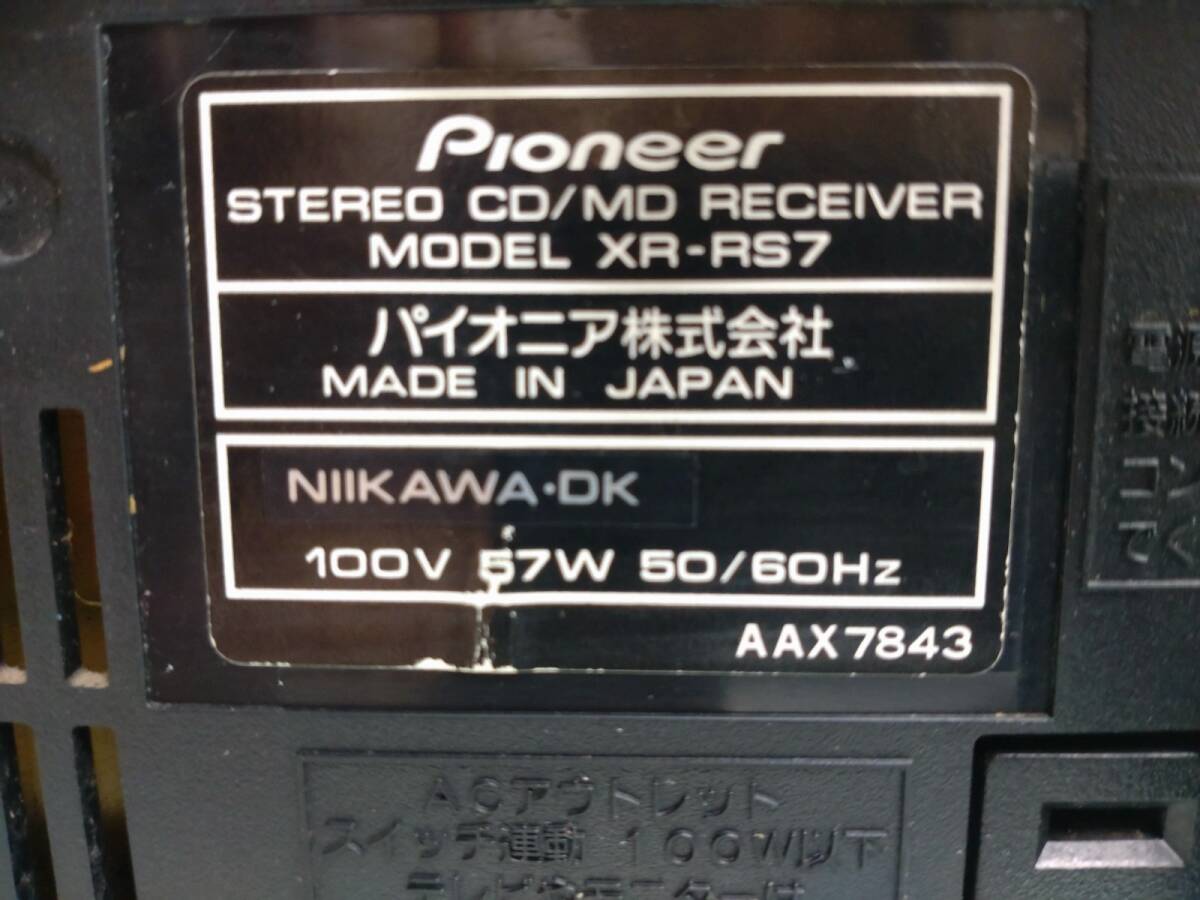 Pioneer
STEREO CD/MD RECEIVER
MODEL XR-RS7
パイオニア株式会社
MADE IN JAPAN
NIIKAWA·DK
100V 57W 50/60Hz
AAX7843
ACアウトレット
スイッチ連動 100W以下